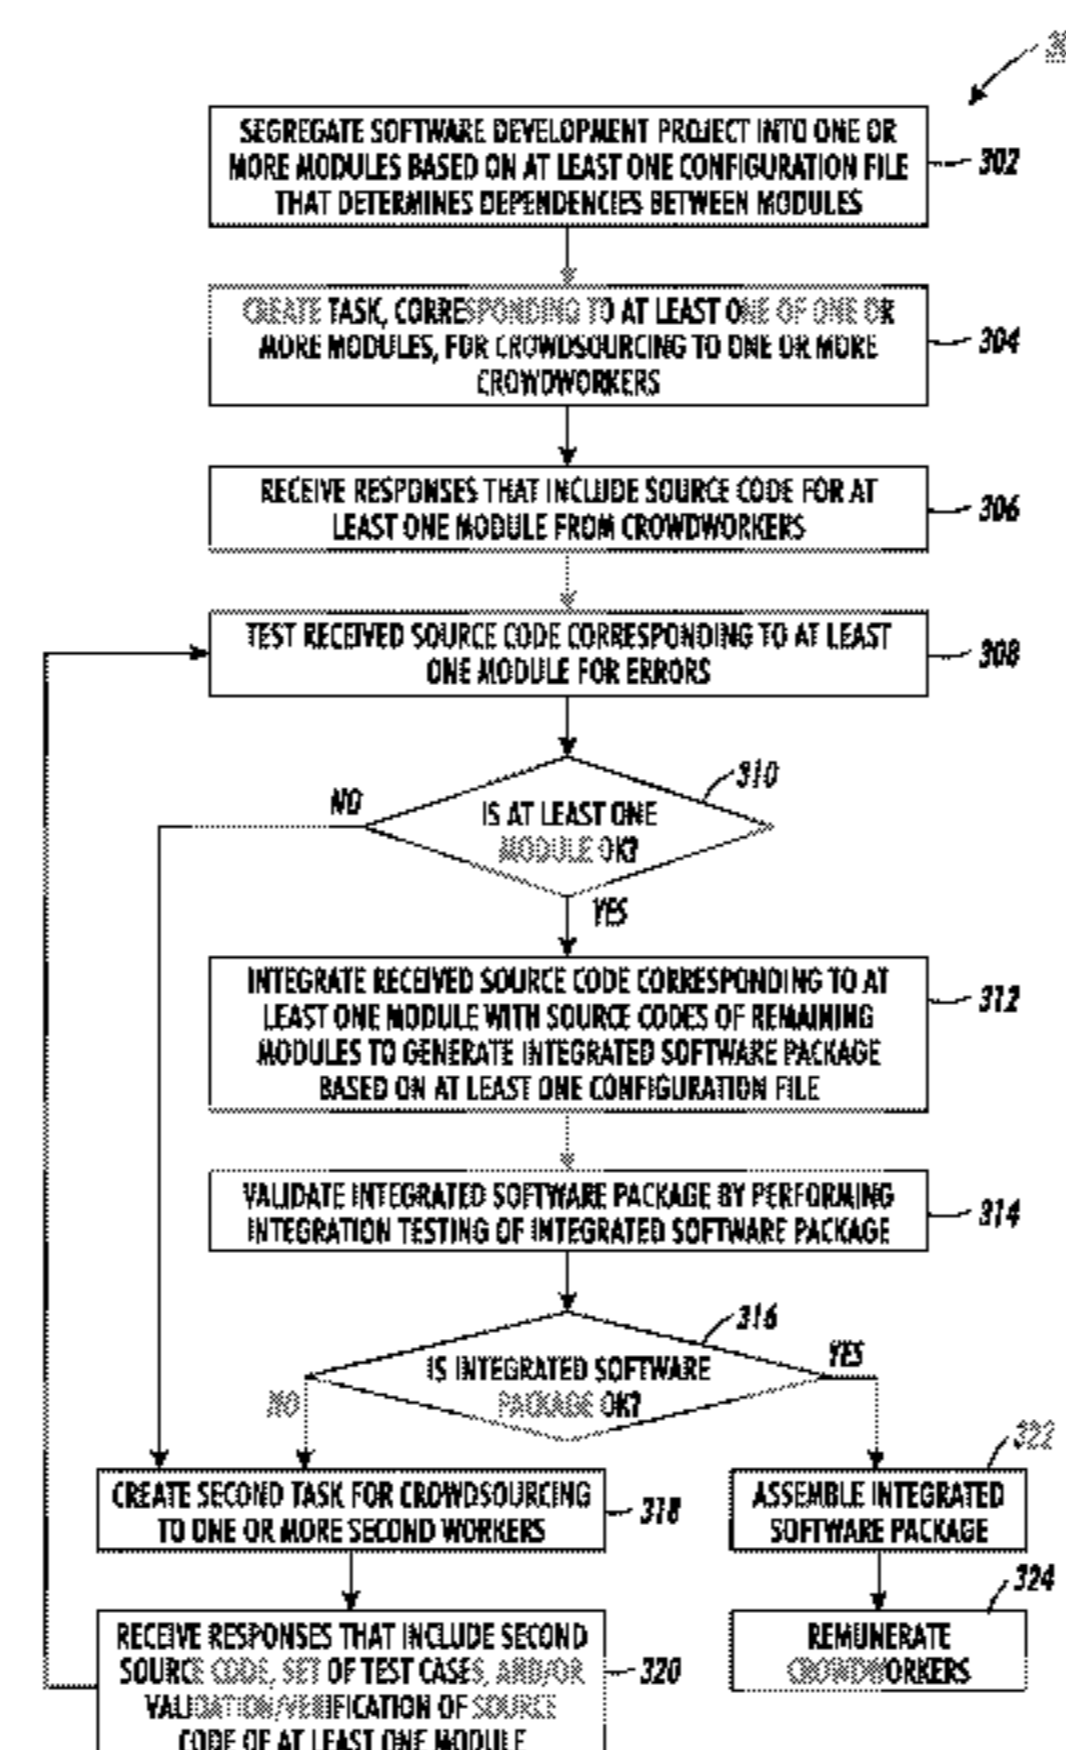 SEGREGATE SOFTWARE DEVELOPMENT PROJECT INTO ONE OR
MORE MODULES BASED ON AT LEAST ONE CONFIGURATION FILE
THAT DETERMINES DEPENDENCIES BETWEEN MODULES
302
CREATE TASK, CORRESPONDING TO AT LEAST ONE OF ONE OR
MORE MODULES, FOR CROWDSOURCING TO ONE OR MORE
CROWDWORKERS
304
RECEIVE RESPONSES THAT INCLUDE SOURCE CODE FOR AT
LEAST ONE MODULE FROM CROWDWORKERS
306
TEST RECEIVED SOURCE CODE CORRESPONDING TO AT LEAST
ONE MODULE FOR ERRORS
308
310
NO
IS AT LEAST ONE
MODULE OK?
YES
INTEGRATE RECEIVED SOURCE CODE CORRESPONDING TO AT
LEAST ONE MODULE WITH SOURCE CODES OF REMAINING
MODULES TO GENERATE INTEGRATED SOFTWARE PACKAGE
BASED ON AT LEAST ONE CONFIGURATION FILE
312
VALIDATE INTEGRATED SOFTWARE PACKAGE BY PERFORMING
INTEGRATION TESTING OF INTEGRATED SOFTWARE PACKAGE
314
316
YES
IS INTEGRATED SOFTWARE
PACKAGE OK?
NO
322
CREATE SECOND TASK FOR CROWDSOURCING
TO ONE OR MORE SECOND WORKERS
318
ASSEMBLE INTEGRATED
SOFTWARE PACKAGE
324
RECEIVE RESPONSES THAT INCLUDE SECOND
SOURCE CODE, SET OF TEST CASES, AND/OR
VALIDATION/VERIFICATION OF SOURCE
CODE OF AT LEAST ONE MODULE
320
REMUNERATE
CROWDWORKERS